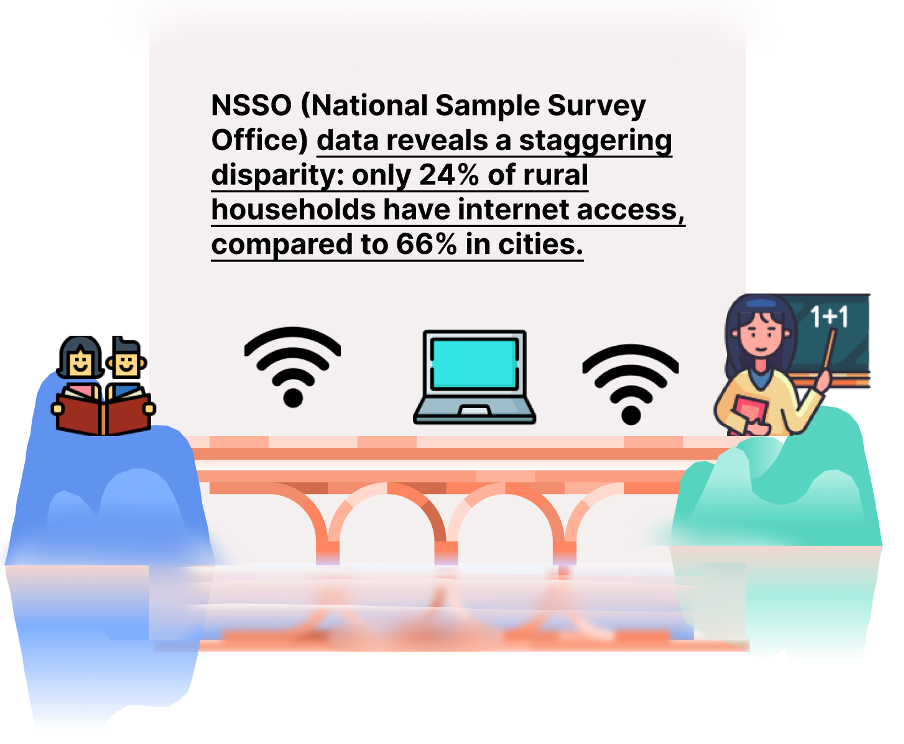 NSSO (National Sample Survey
Office) data reveals a staggering
disparity: only 24% of rural
households have internet access,
compared to 66% in cities.
1+1